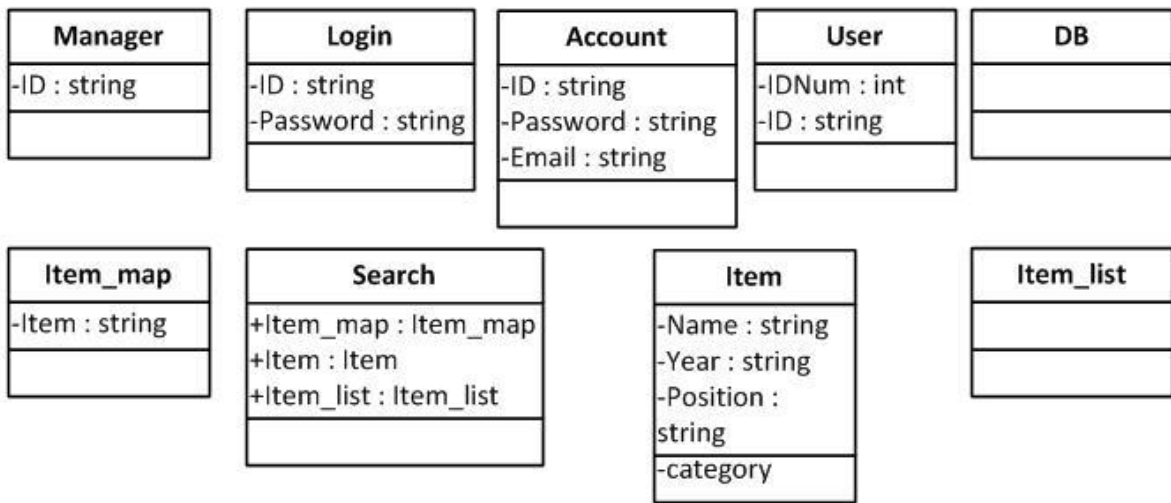 Manager
-ID : string
Login
-ID : string
-Password : string
Account
-ID : string
-Password : string
-Email : string
User
-IDNum : int
-ID : string
DB
Item_map
-Item : string
Search
+Item_map : Item_map
+Item : Item
+Item_list : Item_list
Item
-Name : string
-Year : string
-Position :
string
-category
Item_list